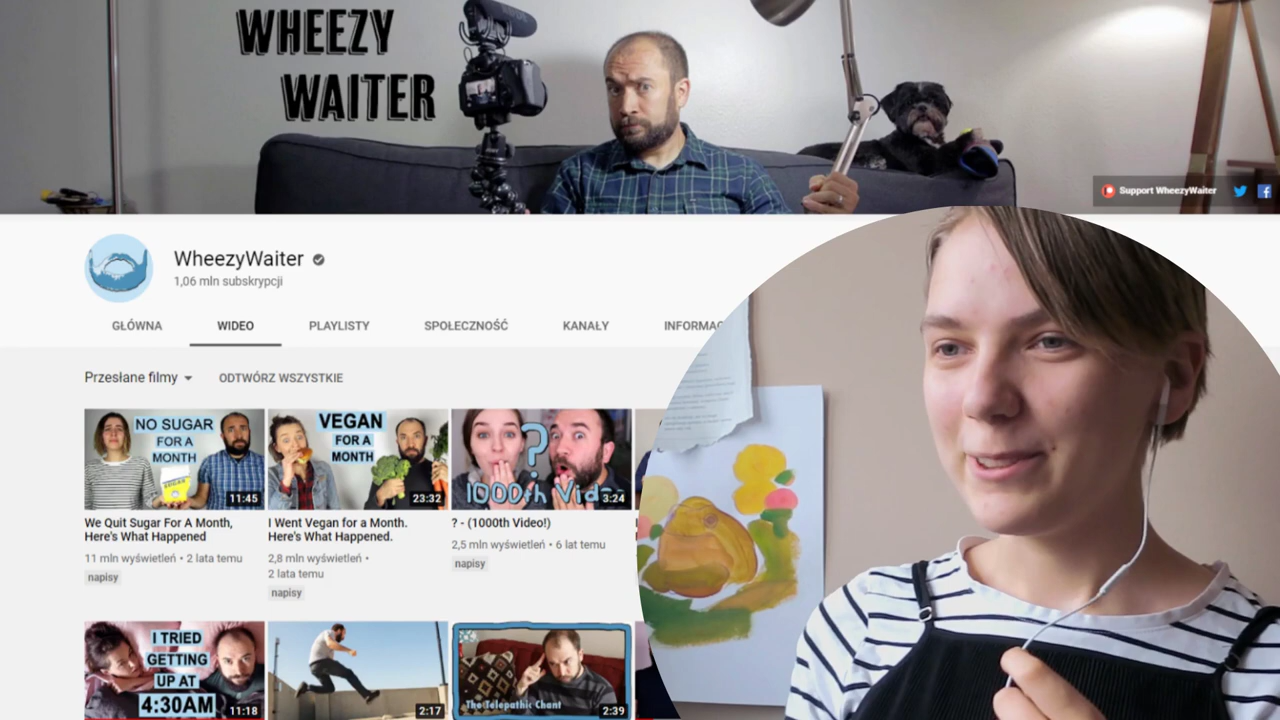 WHEEZY
WAITER
Support WheezyWaiter
WheezyWaiter
1,06 mln subskrypcji
GŁÓWNA WIDEO PLAYLISTY SPOŁECZNOŚĆ KANAŁY INFORMAC
Przesłane filmy ODTWÓRZ WSZYSTKIE
NO SUGAR
FOR A
MONTH
11:45
VEGAN
FOR A
MONTH
23:32
?
1000th Video
3:24
We Quit Sugar For A Month,
Here's What Happened
11 mln wyświetleń • 2 lata temu
napisy
I Went Vegan for a Month.
Here's What Happened.
2,8 mln wyświetleń •
2 lata temu
napisy
? - (1000th Video!)
2,5 mln wyświetleń • 6 lat temu
napisy
I TRIED
GETTING
UP AT
4:30AM
11:18
2:17
The Telepathic Chant
2:39